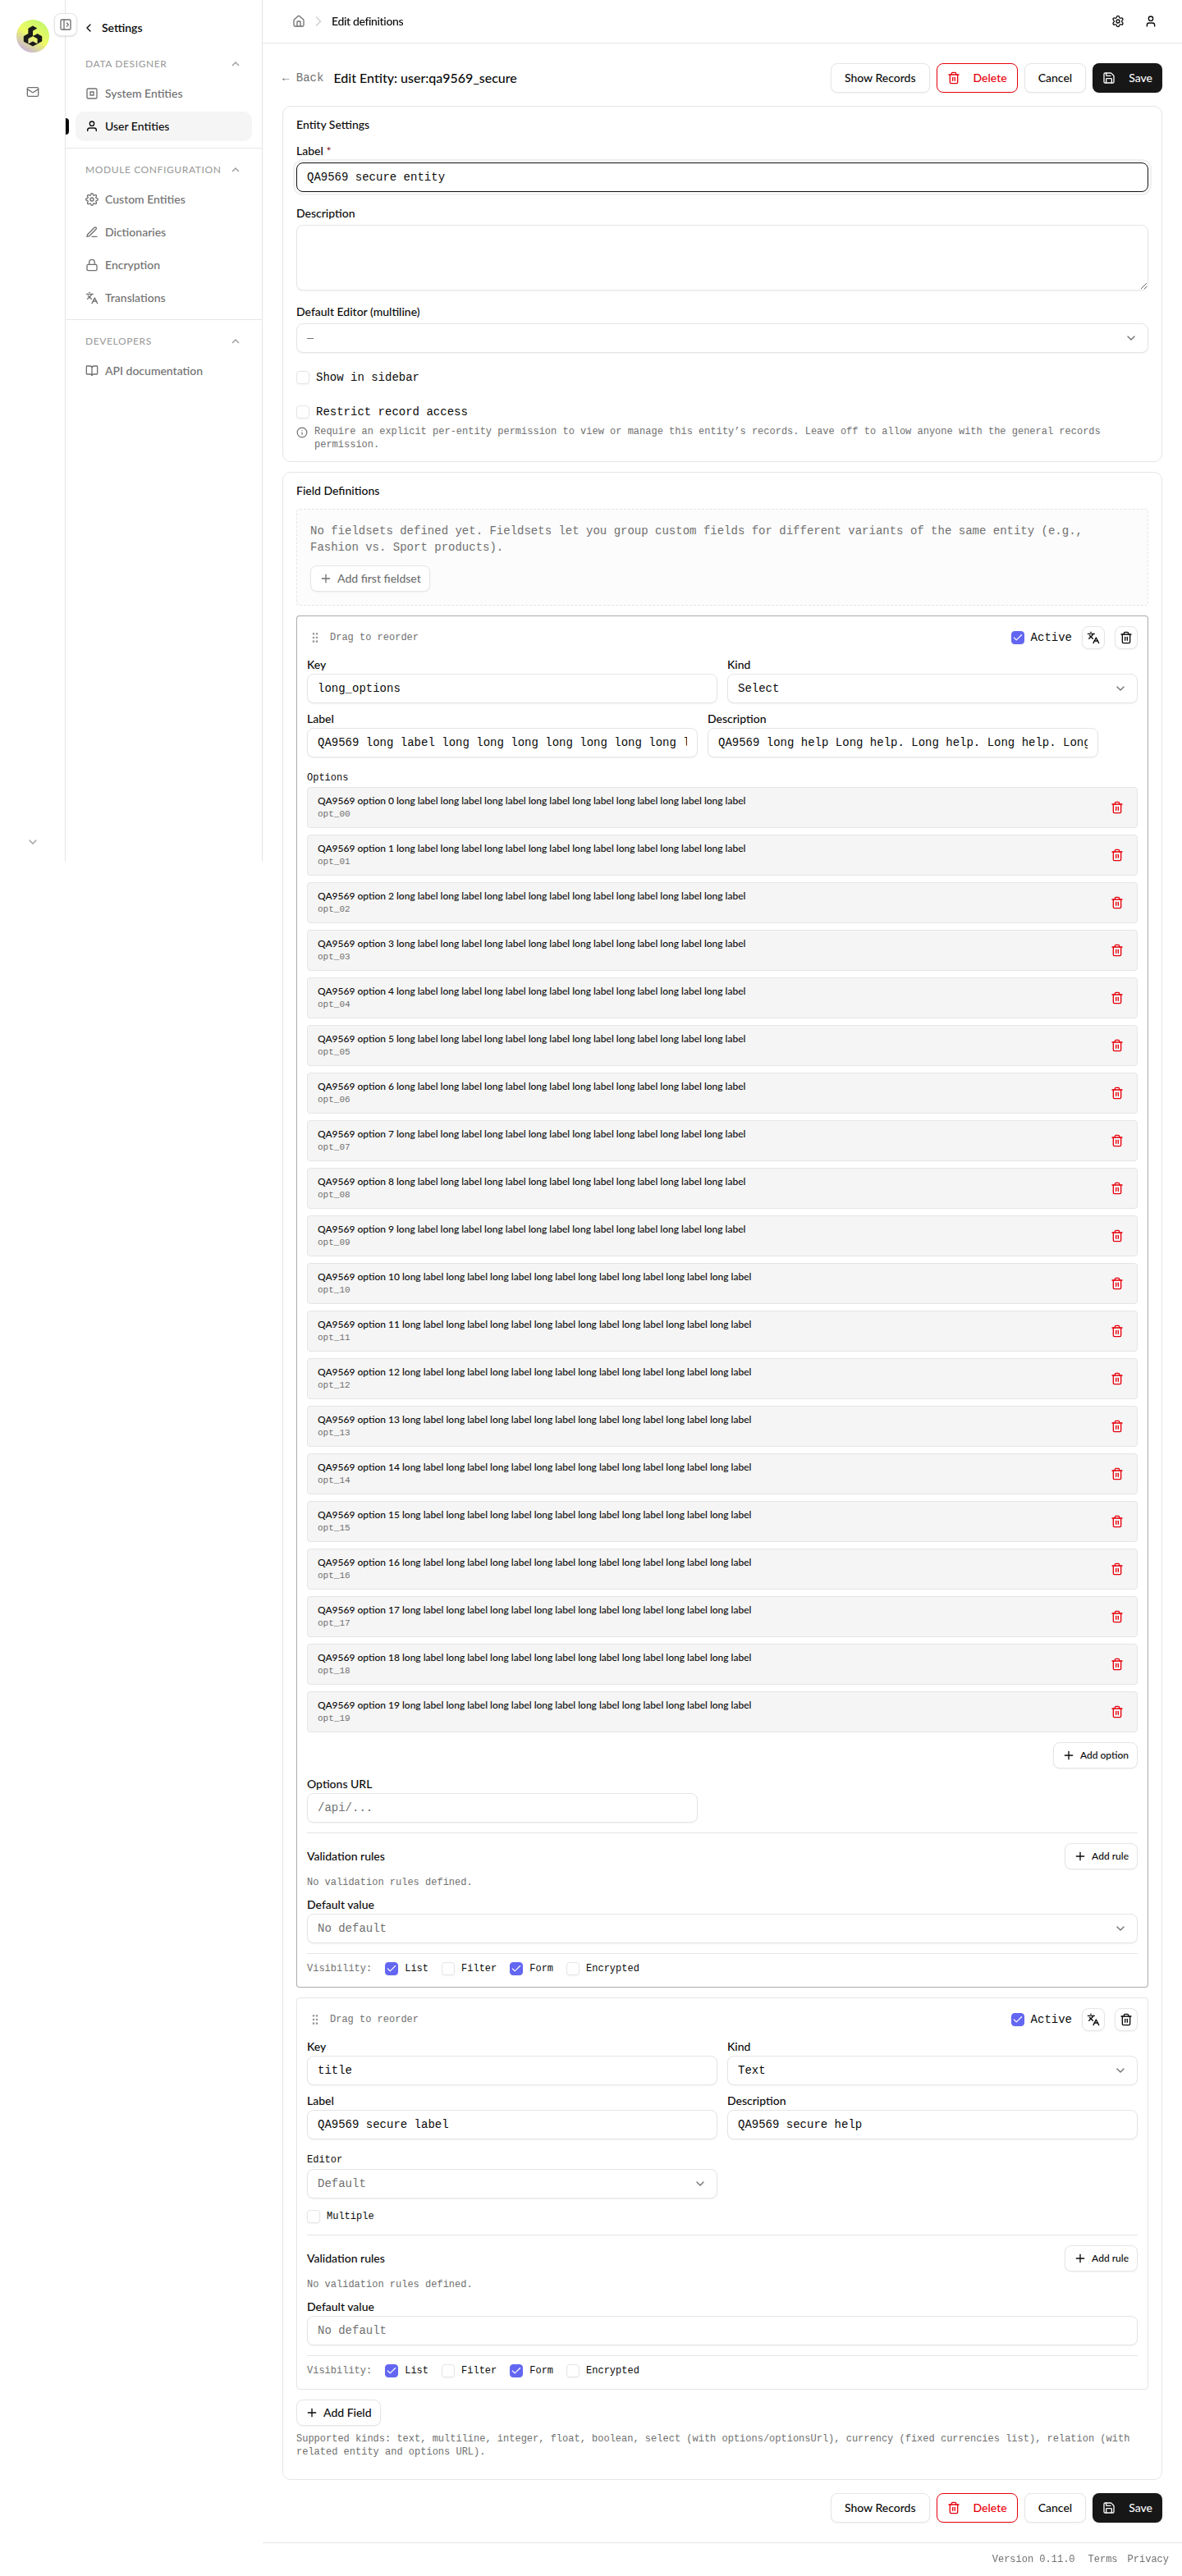 Settings
Edit definitions
DATA DESIGNER
System Entities
User Entities
MODULE CONFIGURATION
Custom Entities
Dictionaries
Encryption
Translations
DEVELOPERS
API documentation
← Back Edit Entity: user:qa9569_secure
Show Records Delete Cancel Save
Entity Settings
Label *
QA9569 secure entity
Description
Default Editor (multiline)
—
Show in sidebar
Restrict record access
Require an explicit per-entity permission to view or manage this entity’s records. Leave off to allow anyone with the general records
permission.
Field Definitions
No fieldsets defined yet. Fieldsets let you group custom fields for different variants of the same entity (e.g.,
Fashion vs. Sport products).
Add first fieldset
Drag to reorder Active
Key Kind
long_options Select
Label Description
QA9569 long label long long long long long long long QA9569 long help Long help. Long help. Long help. Long
Options
QA9569 option 0 long label long label long label long label long label long label long label long label
opt_00
QA9569 option 1 long label long label long label long label long label long label long label long label
opt_01
QA9569 option 2 long label long label long label long label long label long label long label long label
opt_02
QA9569 option 3 long label long label long label long label long label long label long label long label
opt_03
QA9569 option 4 long label long label long label long label long label long label long label long label
opt_04
QA9569 option 5 long label long label long label long label long label long label long label long label
opt_05
QA9569 option 6 long label long label long label long label long label long label long label long label
opt_06
QA9569 option 7 long label long label long label long label long label long label long label long label
opt_07
QA9569 option 8 long label long label long label long label long label long label long label long label
opt_08
QA9569 option 9 long label long label long label long label long label long label long label long label
opt_09
QA9569 option 10 long label long label long label long label long label long label long label long label
opt_10
QA9569 option 11 long label long label long label long label long label long label long label long label
opt_11
QA9569 option 12 long label long label long label long label long label long label long label long label
opt_12
QA9569 option 13 long label long label long label long label long label long label long label long label
opt_13
QA9569 option 14 long label long label long label long label long label long label long label long label
opt_14
QA9569 option 15 long label long label long label long label long label long label long label long label
opt_15
QA9569 option 16 long label long label long label long label long label long label long label long label
opt_16
QA9569 option 17 long label long label long label long label long label long label long label long label
opt_17
QA9569 option 18 long label long label long label long label long label long label long label long label
opt_18
QA9569 option 19 long label long label long label long label long label long label long label long label
opt_19
Add option
Options URL
/api/...
Validation rules Add rule
No validation rules defined.
Default value
No default
Visibility: List Filter Form Encrypted
Drag to reorder Active
Key Kind
title Text
Label Description
QA9569 secure label QA9569 secure help
Editor
Default
Multiple
Validation rules Add rule
No validation rules defined.
Default value
No default
Visibility: List Filter Form Encrypted
Add Field
Supported kinds: text, multiline, integer, float, boolean, select (with options/optionsUrl), currency (fixed currencies list), relation (with
related entity and options URL).
Show Records Delete Cancel Save
Version 0.11.0 Terms Privacy